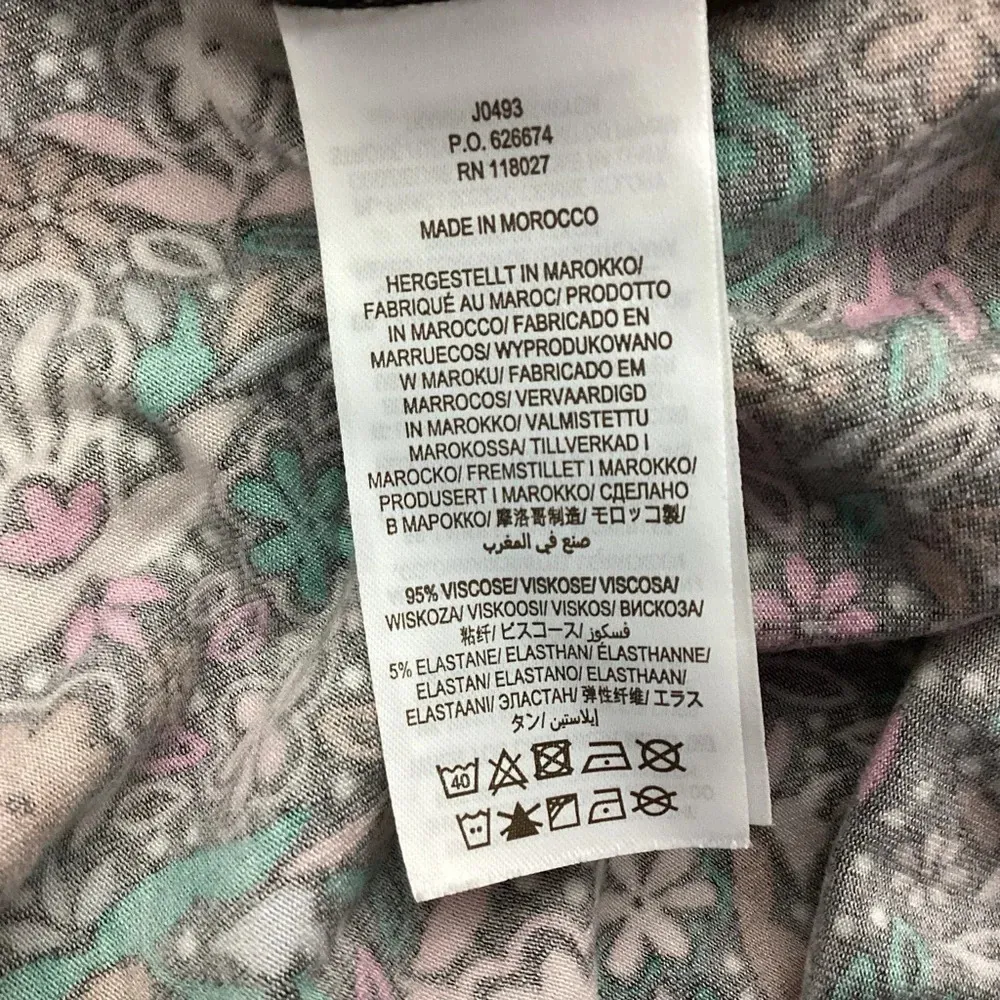 J0493
P.O. 626674
RN 118027
MADE IN MOROCCO
HERGESTELLT IN MAROKKO/
FABRIQUÉ AU MAROC/ PRODOTTO
IN MAROCCO/ FABRICADO EN
MARRUECOS/ WYPRODUKOWANO
W MAROKU/ FABRICADO EM
MARROCOS/ VERVAARDIGD
IN MAROKKO/ VALMISTETTU
MAROKOSSA/ TILLVERKAD I
MAROCKO/ FREMSTILLET I MAROKKO/
PRODUSERT I MAROKKO/ СДЕЛАНО
В МАРОККО/ 摩洛哥制造/ モロッコ製/
صنع في المغرب
95% VISCOSE/ VISKOSE/ VISCOSA/
WISKOZA/ VISKOOSI/ VISKOS/ ВИСКОЗА/
粘纤/ ビスコース/ فسكوز/
5% ELASTANE/ ELASTHAN/ ÉLASTHANNE/
ELASTAN/ ELASTANO/ ELASTHAAN/
ELASTAANI/ ЭЛАСТАН/ 弹性纤维/ エラス
タン/ إيلاستين/
40